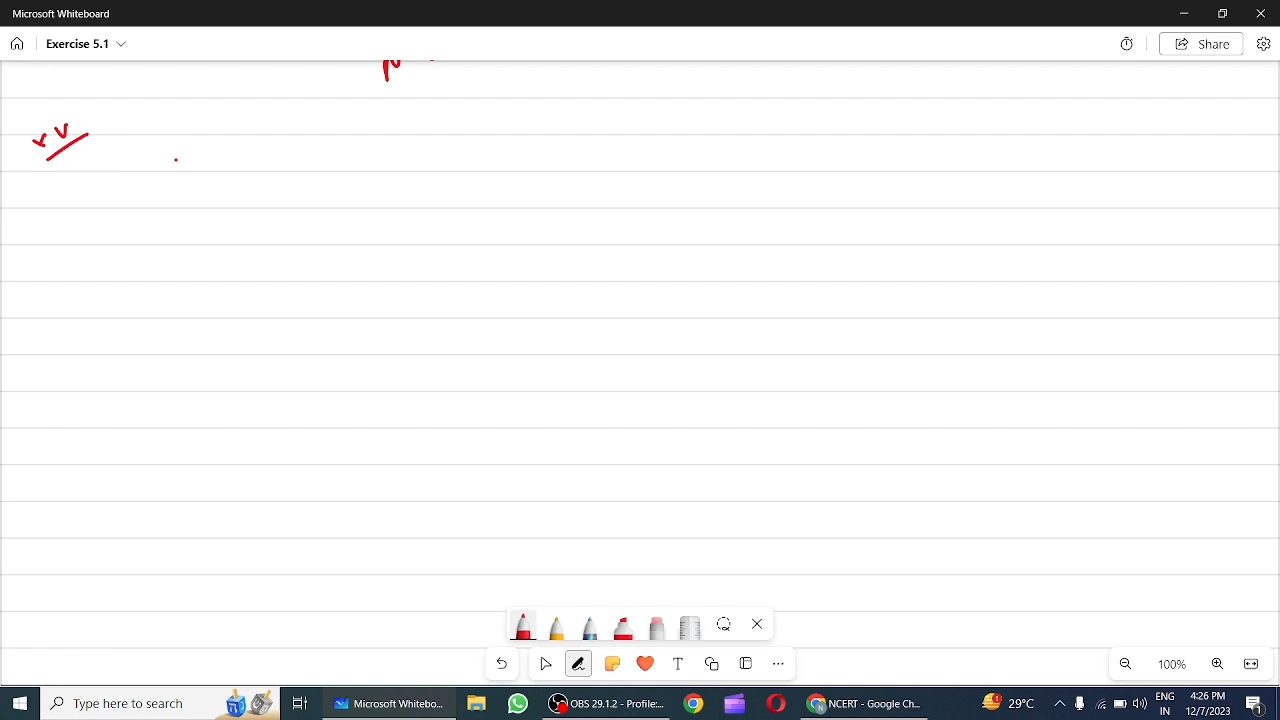 Microsoft Whiteboard
Exercise 5.1
Share
T
100%
Type here to search
Microsoft Whitebo...
OBS 29.1.2 - Profile:...
NCERT - Google Ch...
29°C
ENG
IN
4:26 PM
12/7/2023